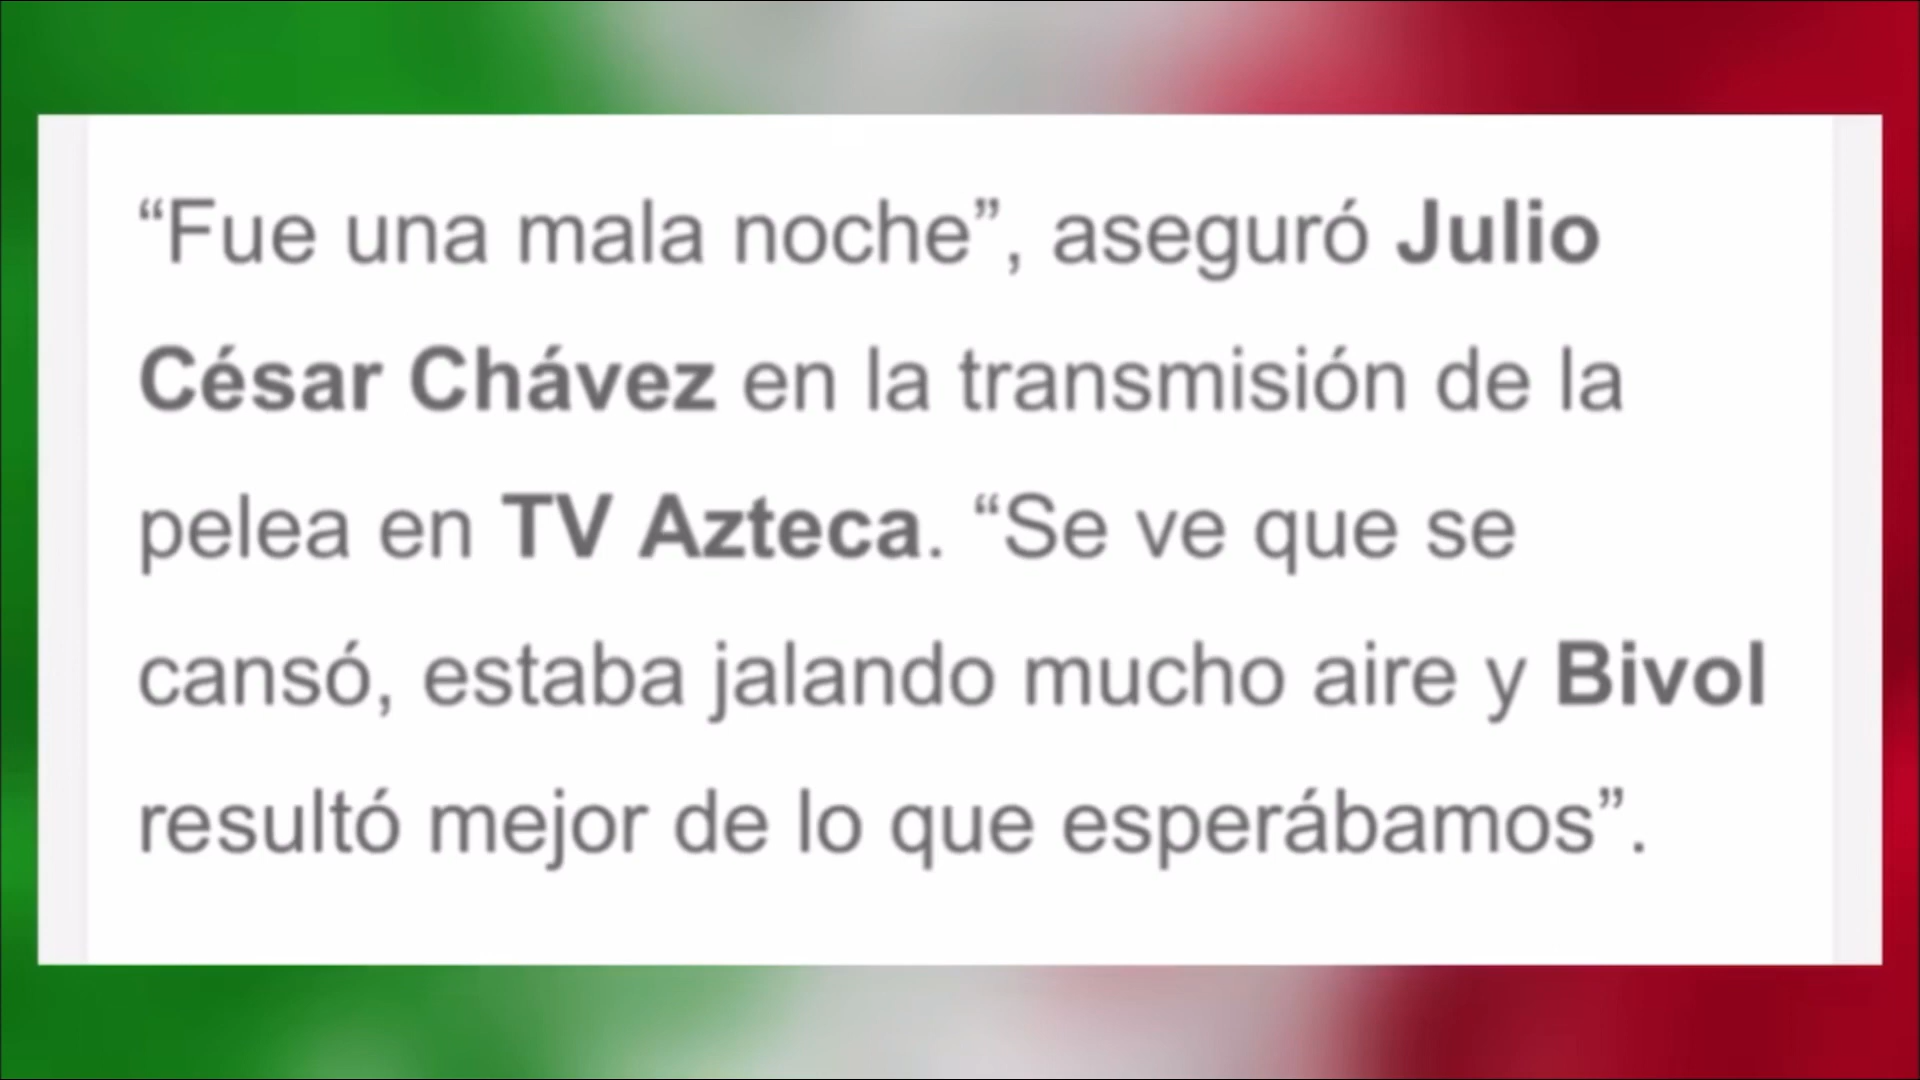 “Fue una mala noche”, aseguró Julio
César Chávez en la transmisión de la
pelea en TV Azteca. “Se ve que se
cansó, estaba jalando mucho aire y Bivol
resultó mejor de lo que esperábamos”.